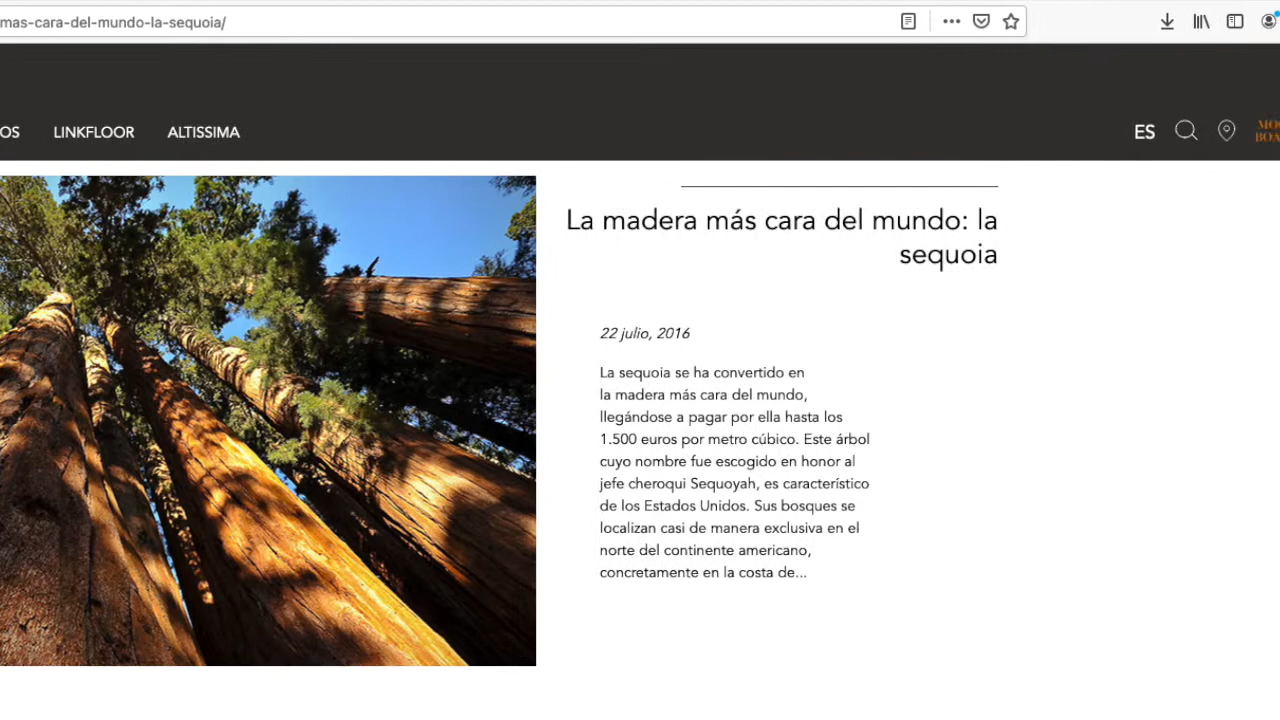 mas-cara-del-mundo-la-sequoia/
OS LINKFLOOR ALTISSIMA
ES
La madera más cara del mundo: la
sequoia
22 julio, 2016
La sequoia se ha convertido en
la madera más cara del mundo,
llegándose a pagar por ella hasta los
1.500 euros por metro cúbico. Este árbol
cuyo nombre fue escogido en honor al
jefe cheroqui Sequoyah, es característico
de los Estados Unidos. Sus bosques se
localizan casi de manera exclusiva en el
norte del continente americano,
concretamente en la costa de...